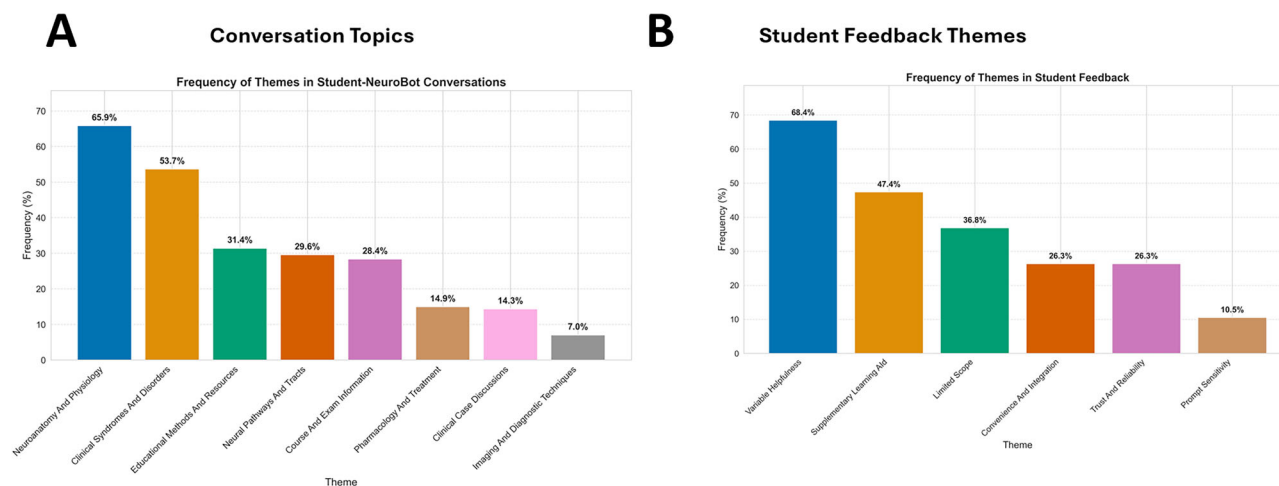 A
Conversation Topics
Frequency of Themes in Student-NeuroBot Conversations
Frequency (%)
70
60
50
40
30
20
10
0
65.9%
53.7%
31.4%
29.6%
28.4%
14.9%
14.3%
7.0%
Neuroanatomy And Physiology
Clinical Syndromes And Disorders
Educational Methods And Resources
Neural Pathways And Tracts
Course And Exam Information
Pharmacology And Treatment
Clinical Case Discussions
Imaging And Diagnostic Techniques
Theme
B
Student Feedback Themes
Frequency of Themes in Student Feedback
Frequency (%)
70
60
50
40
30
20
10
0
68.4%
47.4%
36.8%
26.3%
26.3%
10.5%
Variable Helpfulness
Supplementary Learning Aid
Limited Scope
Convenience And Integration
Trust And Reliability
Prompt Sensitivity
Theme